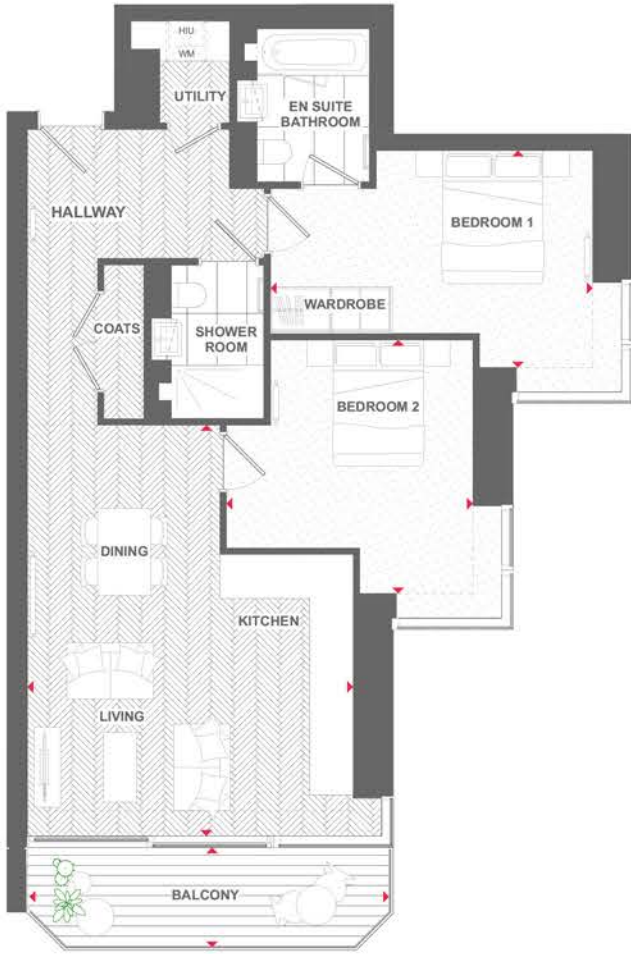 HIU
WM
UTILITY
EN SUITE
BATHROOM
HALLWAY
BEDROOM 1
WARDROBE
COATS
SHOWER
ROOM
BEDROOM 2
DINING
KITCHEN
LIVING
BALCONY